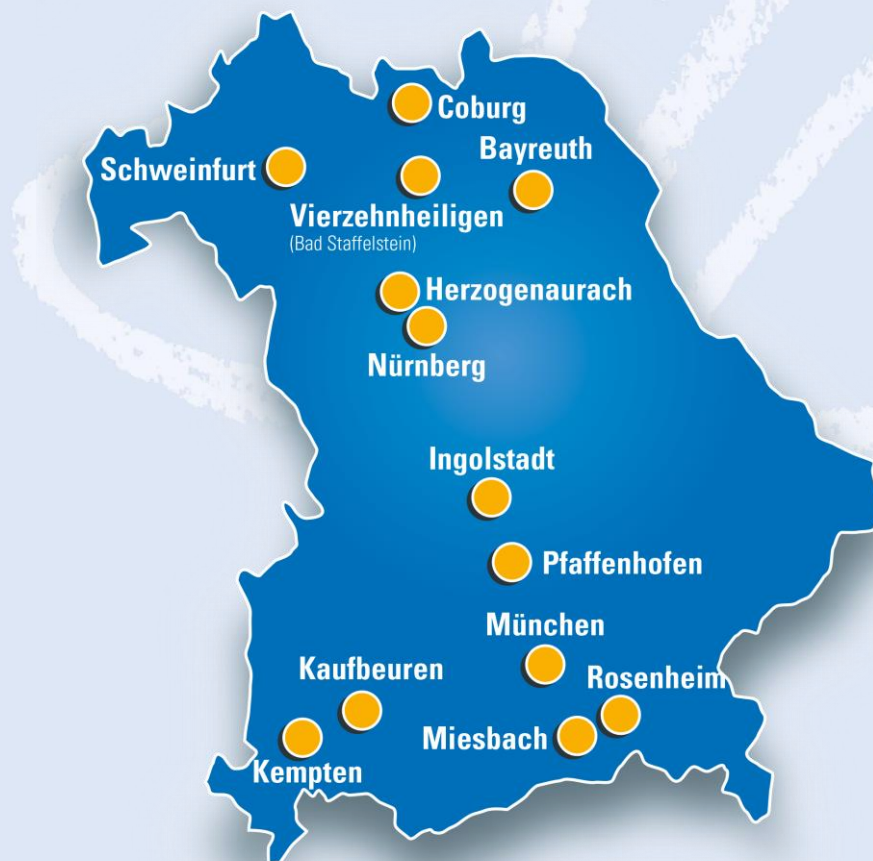 Coburg
Bayreuth
Schweinfurt
Vierzehnheiligen
(Bad Staffelstein)
Herzogenaurach
Nürnberg
Ingolstadt
Pfaffenhofen
München
Kaufbeuren
Rosenheim
Miesbach
Kempten